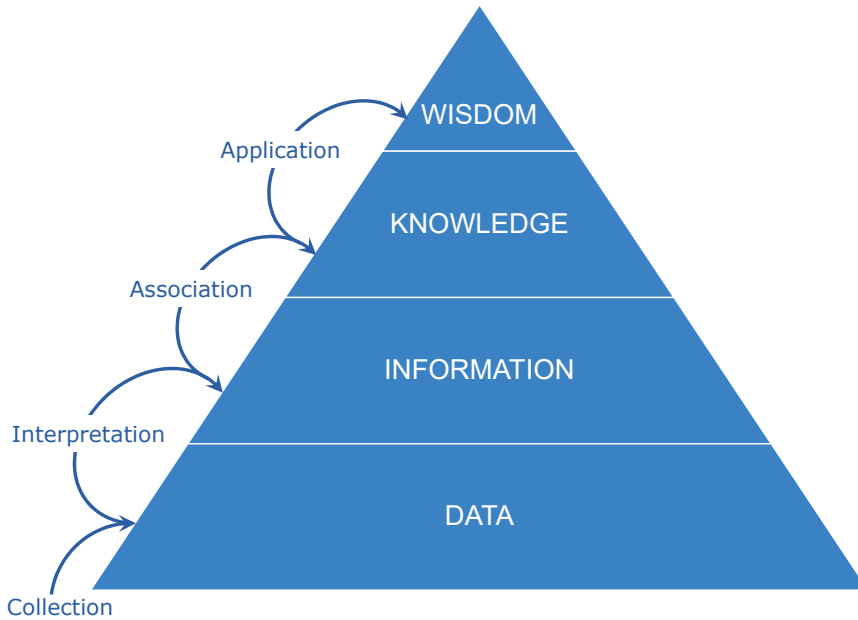 WISDOM
Application
KNOWLEDGE
Association
INFORMATION
Interpretation
DATA
Collection